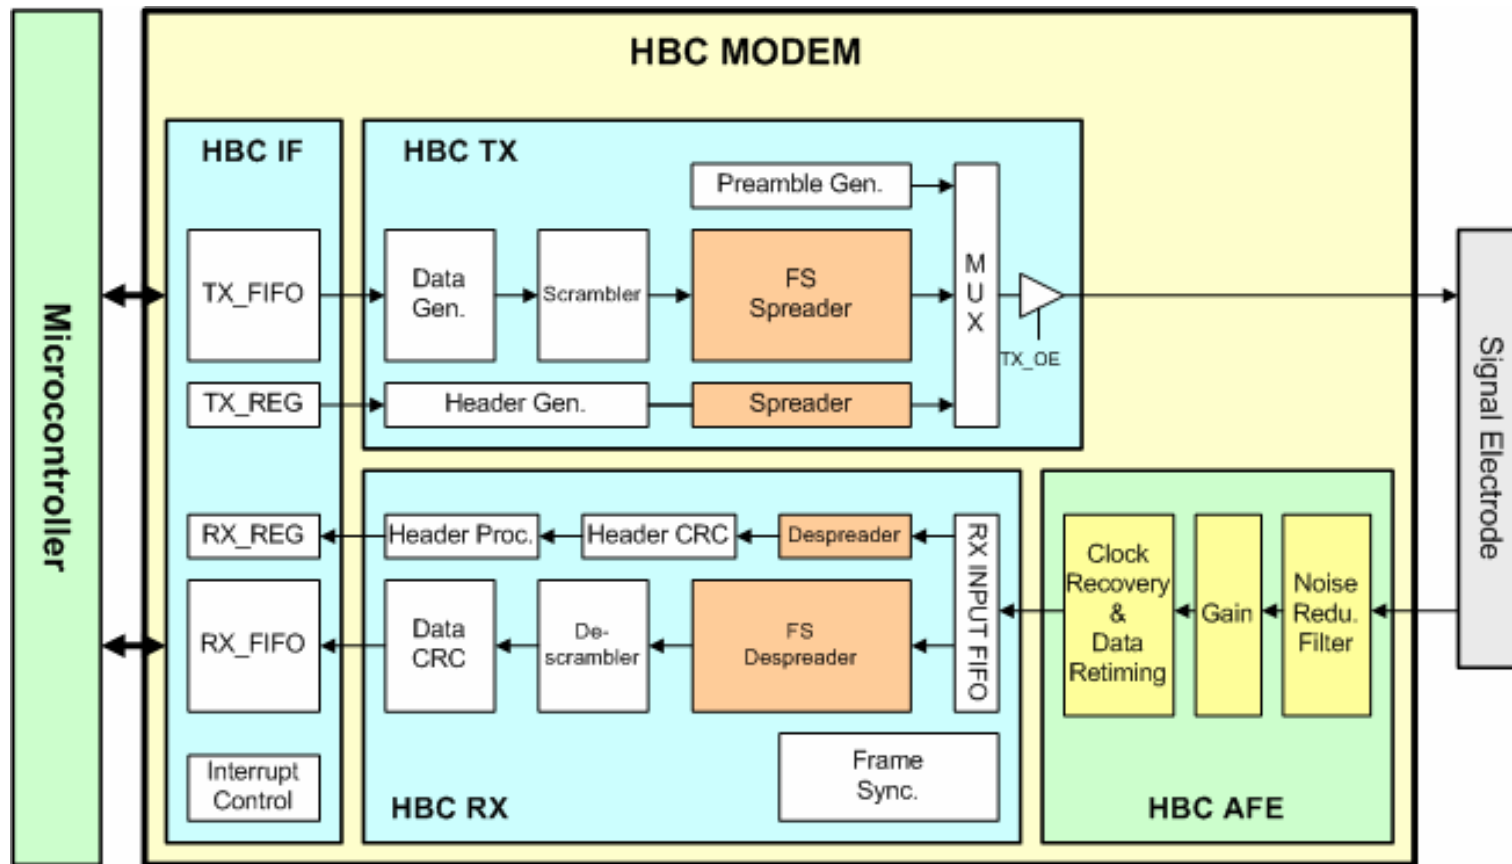 HBC MODEM
Microcontroller
HBC IF
TX_FIFO
TX_REG
RX_REG
RX_FIFO
Interrupt
Control
HBC TX
Preamble Gen.
Data
Gen.
Scrambler
FS
Spreader
M
U
X
TX_OE
Header Gen.
Spreader
Header Proc.
Header CRC
Despreader
RX INPUT FIFO
Data
CRC
De-
scrambler
FS
Despreader
Frame
Sync.
HBC RX
Clock
Recovery
&
Data
Retiming
Gain
Noise
Redu.
Filter
HBC AFE
Signal Electrode